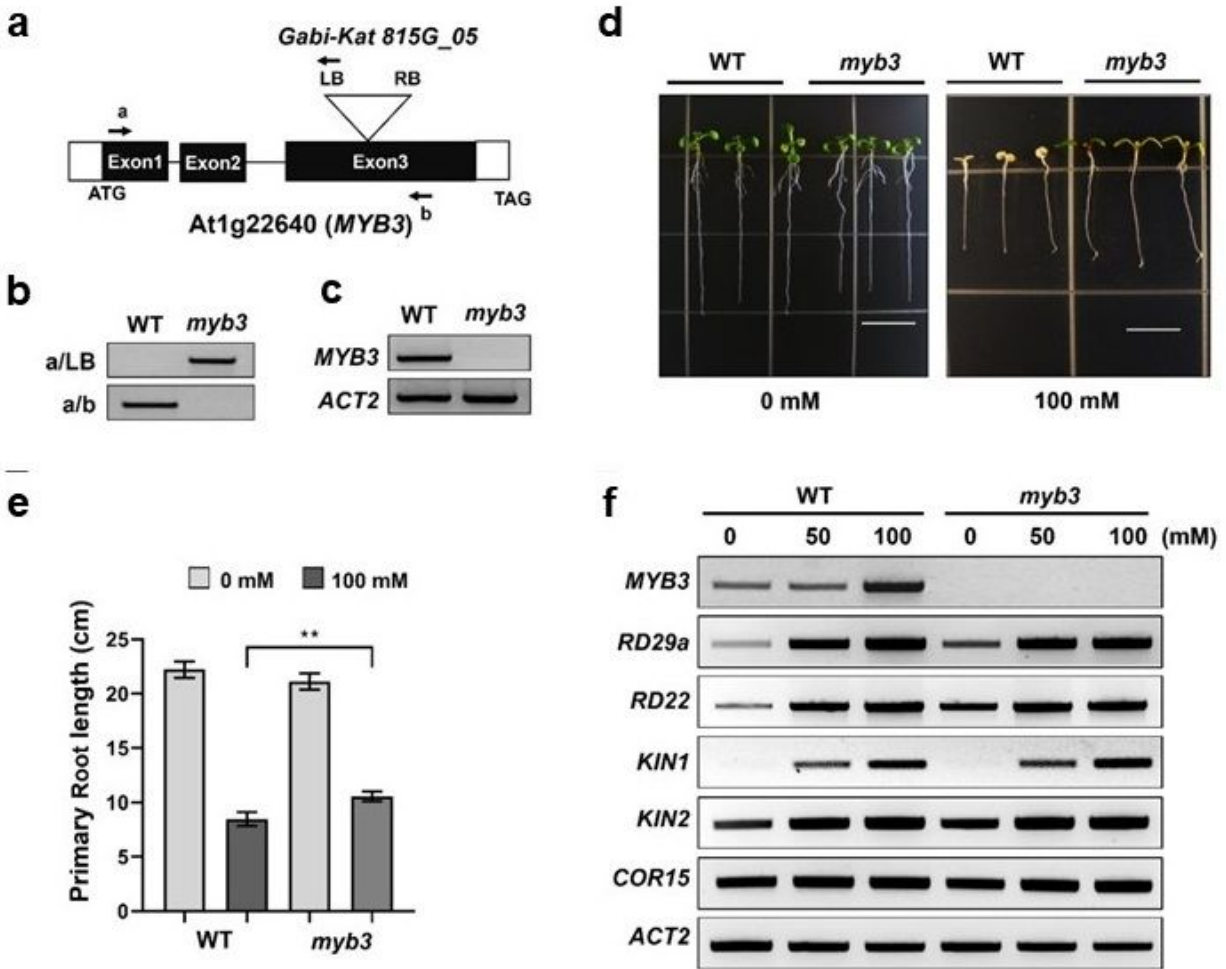 a
Gabi-Kat 815G_05
LB RB
a
Exon1 Exon2 Exon3
ATG TAG
b
At1g22640 (MYB3)
b
WT myb3
a/LB
a/b
c
WT myb3
MYB3
ACT2
d
WT myb3 WT myb3
0 mM 100 mM
e
0 mM 100 mM
**
Primary Root length (cm)
25
20
15
10
5
0
WT myb3
f
WT myb3
0 50 100 0 50 100 (mM)
MYB3
RD29a
RD22
KIN1
KIN2
COR15
ACT2